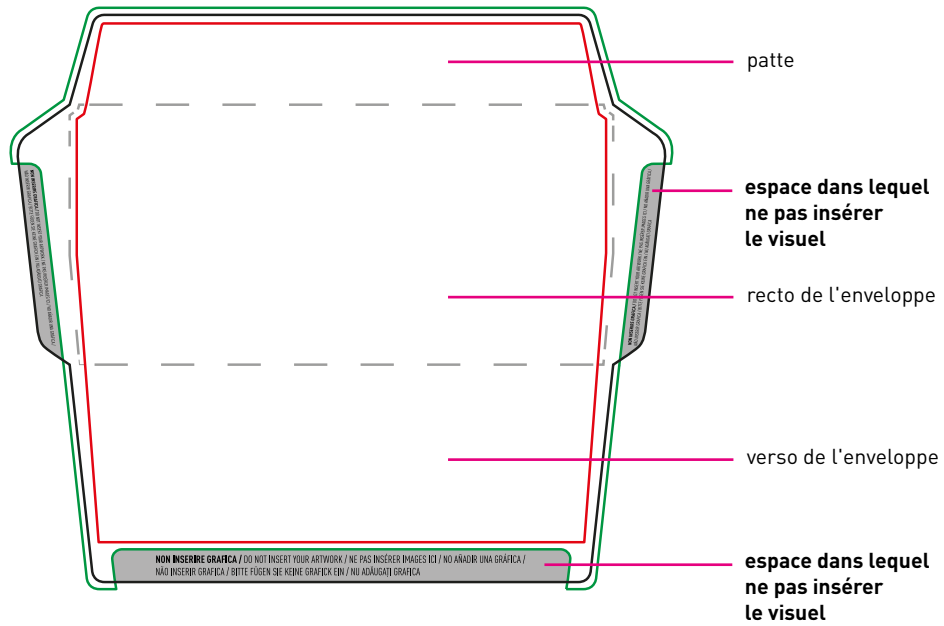 patte
espace dans lequel
ne pas insérer
le visuel
recto de l'enveloppe
verso de l'enveloppe
NON INSERIRE GRAFICA / DO NOT INSERT YOUR ARTWORK / NE PAS INSÉRER IMAGES ICI / NO AÑADIR UNA GRÁFICA /
NÃO INSERIR GRAFICA / BITTE FÜGEN SIE KEINE GRAFICK EIN / NU ADĂUGAȚI GRAFICA
espace dans lequel
ne pas insérer
le visuel